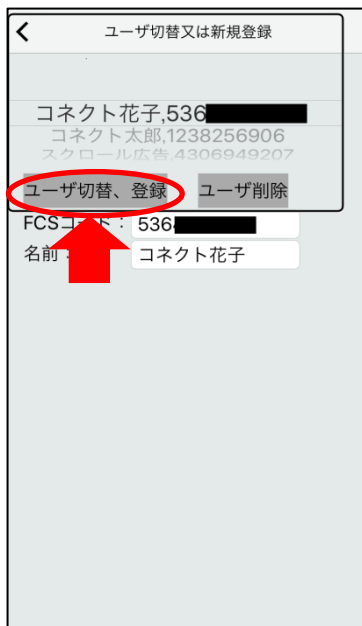 ユーザ切替又は新規登録
コネクト花子,536
コネクト太郎,1238256906
スクロール広告,4306949207
ユーザ切替、登録 ユーザ削除
FCSコード： 536
名前： コネクト花子